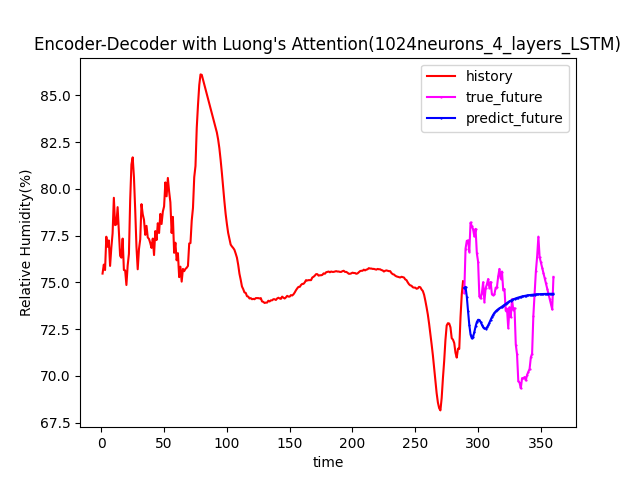 Encoder-Decoder with Luong's Attention(1024neurons_4_layers_LSTM)
history
true_future
predict_future
Relative Humidity(%)
85.0
82.5
80.0
77.5
75.0
72.5
70.0
67.5
0 50 100 150 200 250 300 350
time